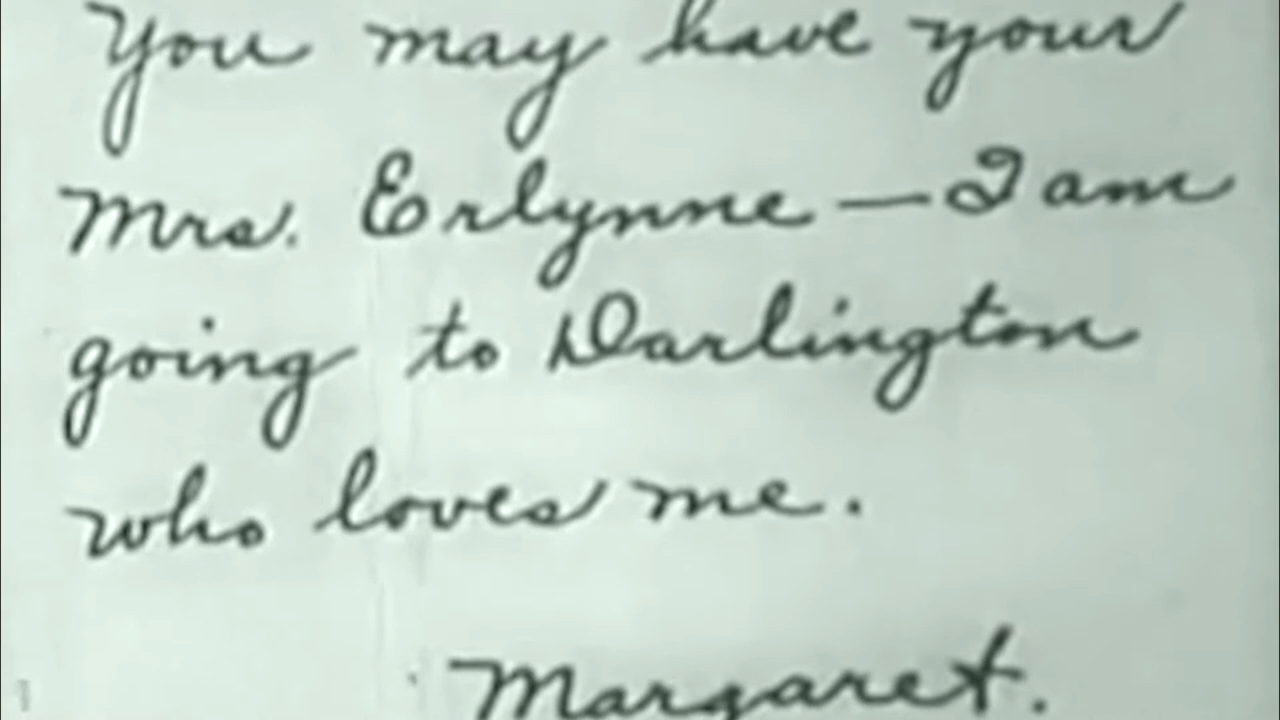 You may have your
Mrs. Erlynne — I am
going to Darlington
who loves me.
Margaret.